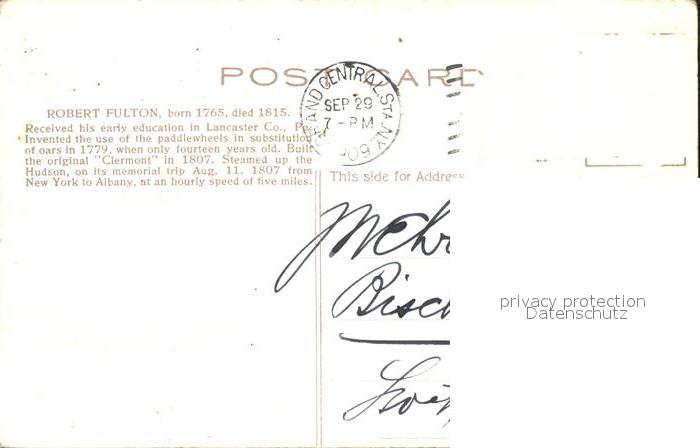 POST CARD
GRAND CENTRAL STA. N.Y.
SEP 29
7 - PM
1909
ROBERT FULTON, born 1765, died 1815.
Received his early education in Lancaster Co., Pa.
Invented the use of the paddlewheels in substitution
of oars in 1779, when only fourteen years old. Built
the original "Clermont" in 1807. Steamed up the
Hudson, on its memorial trip Aug. 11. 1807 from
New York to Albany, at an hourly speed of five miles.
This side for Address
privacy protection
Datenschutz